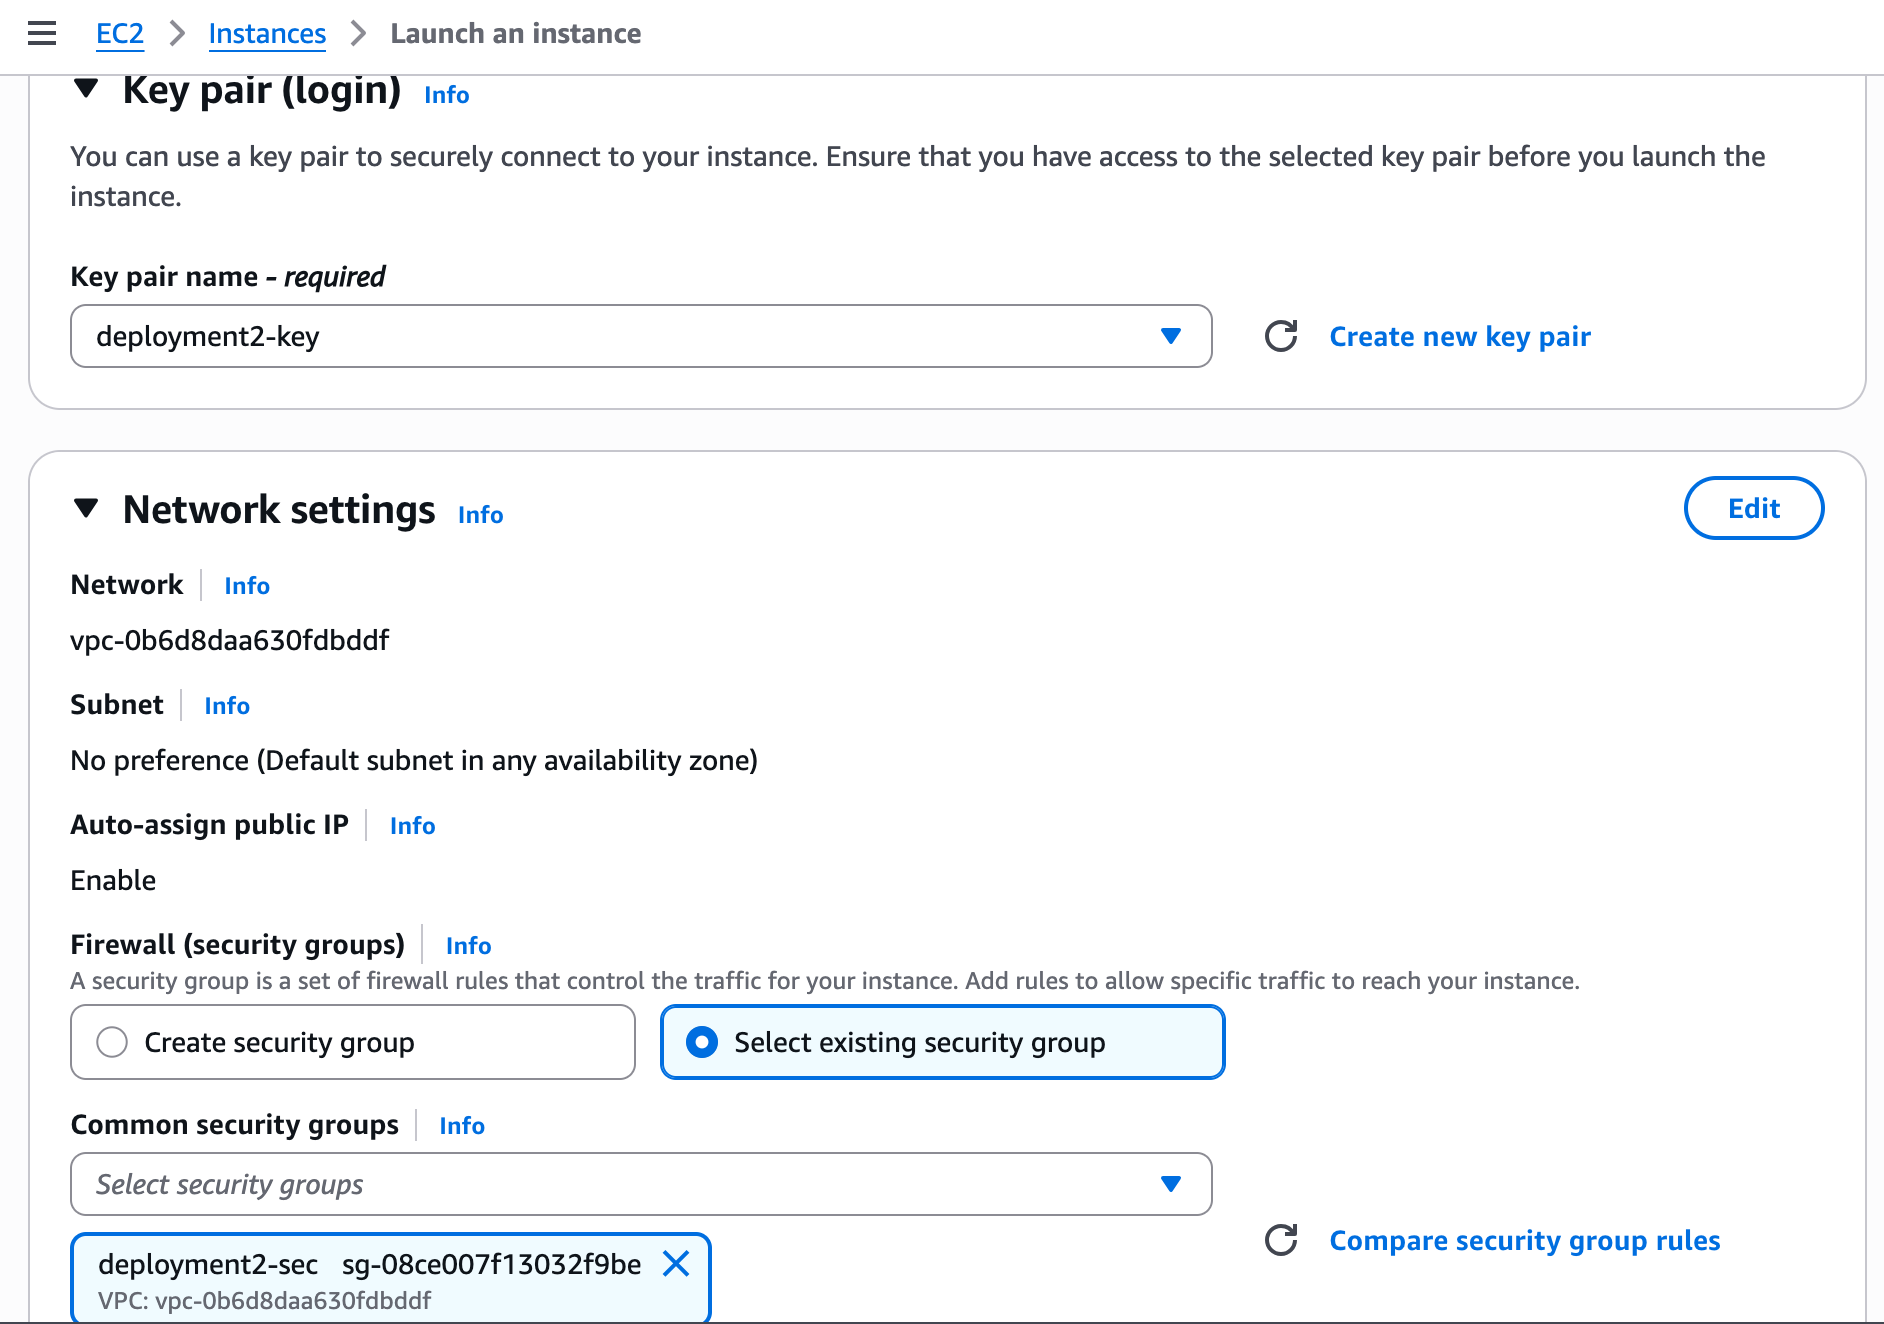 EC2 Instances Launch an instance
Key pair (login) Info
You can use a key pair to securely connect to your instance. Ensure that you have access to the selected key pair before you launch the
instance.
Key pair name - required
deployment2-key
Create new key pair
Network settings Info
Edit
Network Info
vpc-0b6d8daa630fdbddf
Subnet Info
No preference (Default subnet in any availability zone)
Auto-assign public IP Info
Enable
Firewall (security groups) Info
A security group is a set of firewall rules that control the traffic for your instance. Add rules to allow specific traffic to reach your instance.
Create security group
Select existing security group
Common security groups Info
Select security groups
Compare security group rules
deployment2-sec sg-08ce007f13032f9be
VPC: vpc-0b6d8daa630fdbddf